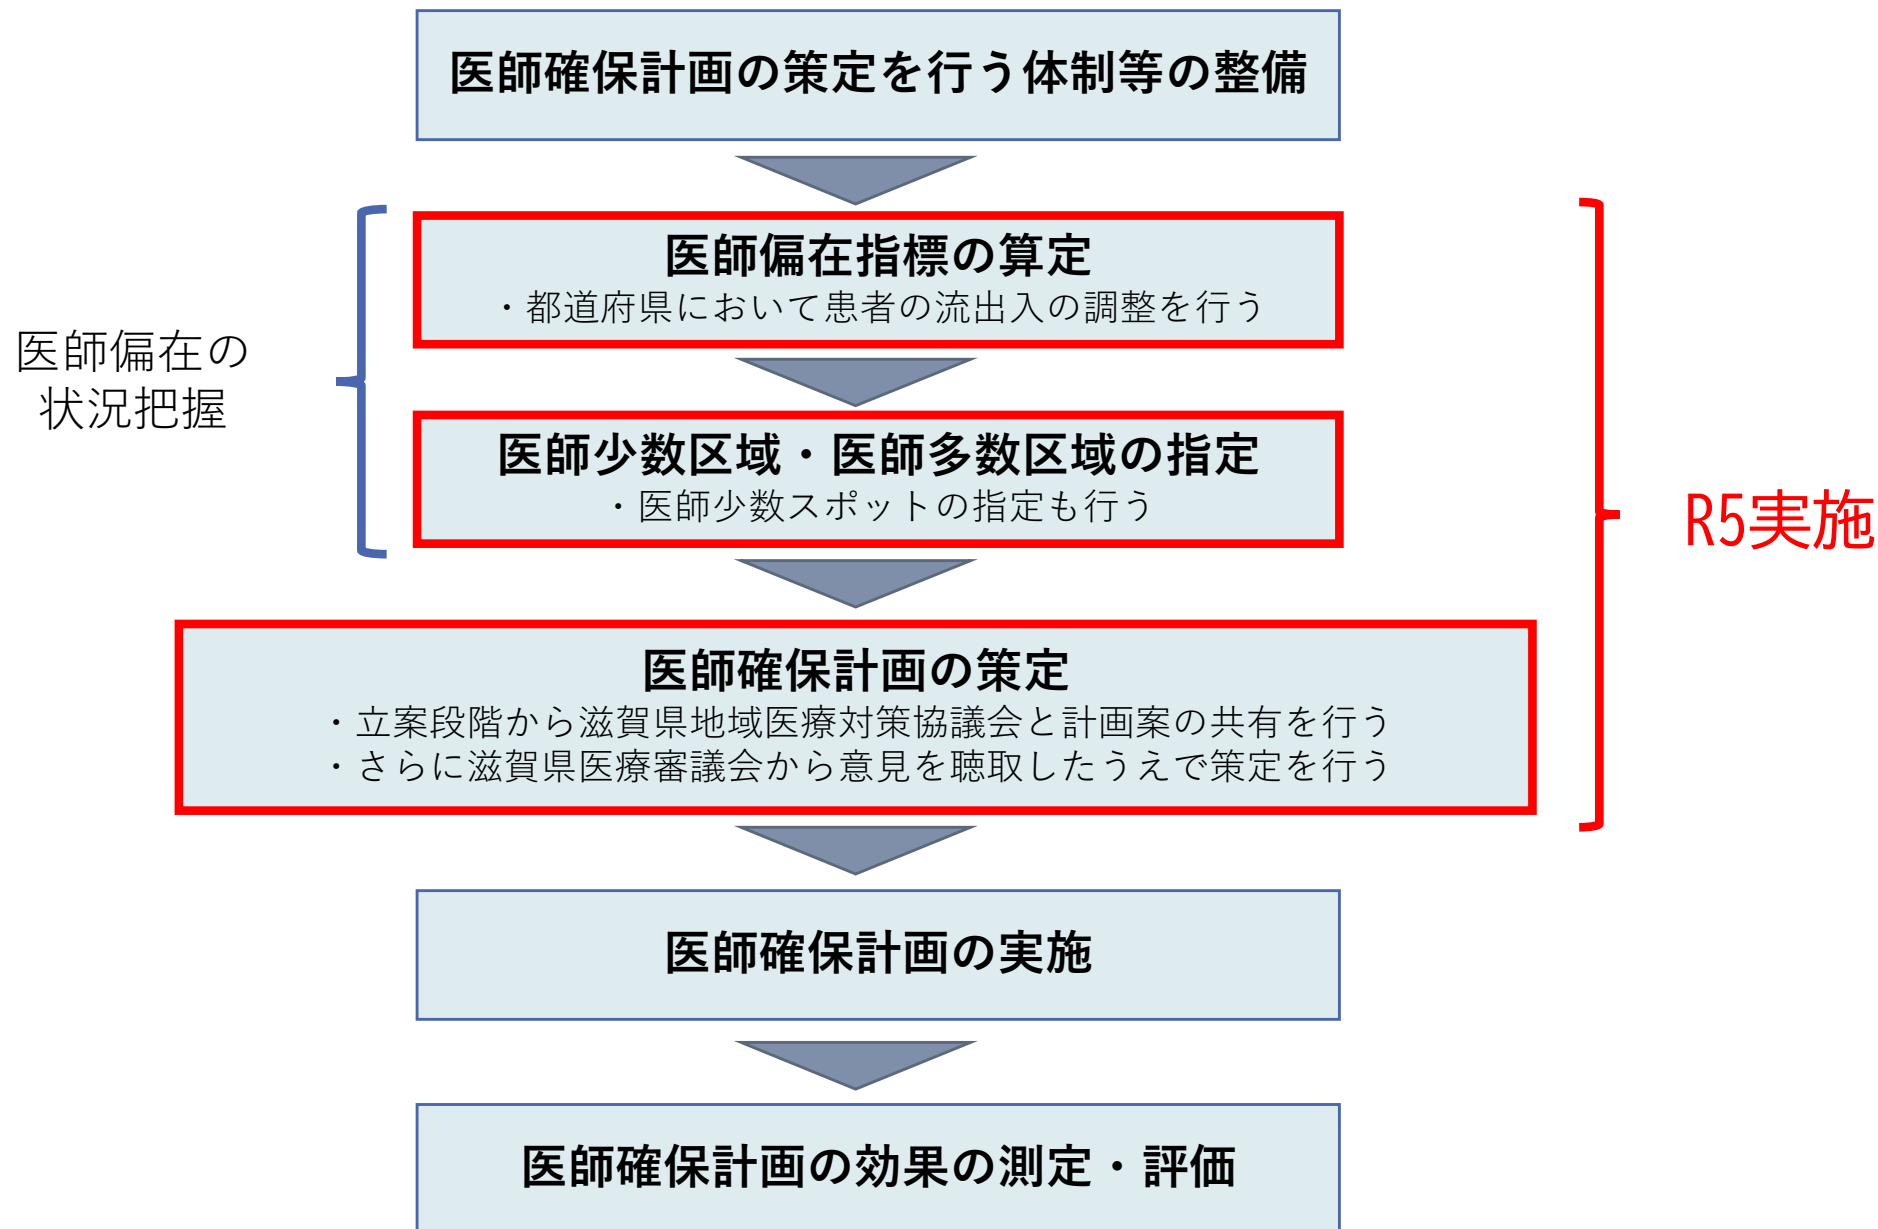 医師確保計画の策定を行う体制等の整備
医師偏在指標の算定
・都道府県において患者の流出入の調整を行う
医師偏在の
状況把握
医師少数区域・医師多数区域の指定
・医師少数スポットの指定も行う
R5実施
医師確保計画の策定
・立案段階から滋賀県地域医療対策協議会と計画案の共有を行う
・さらに滋賀県医療審議会から意見を聴取したうえで策定を行う
医師確保計画の実施
医師確保計画の効果の測定・評価